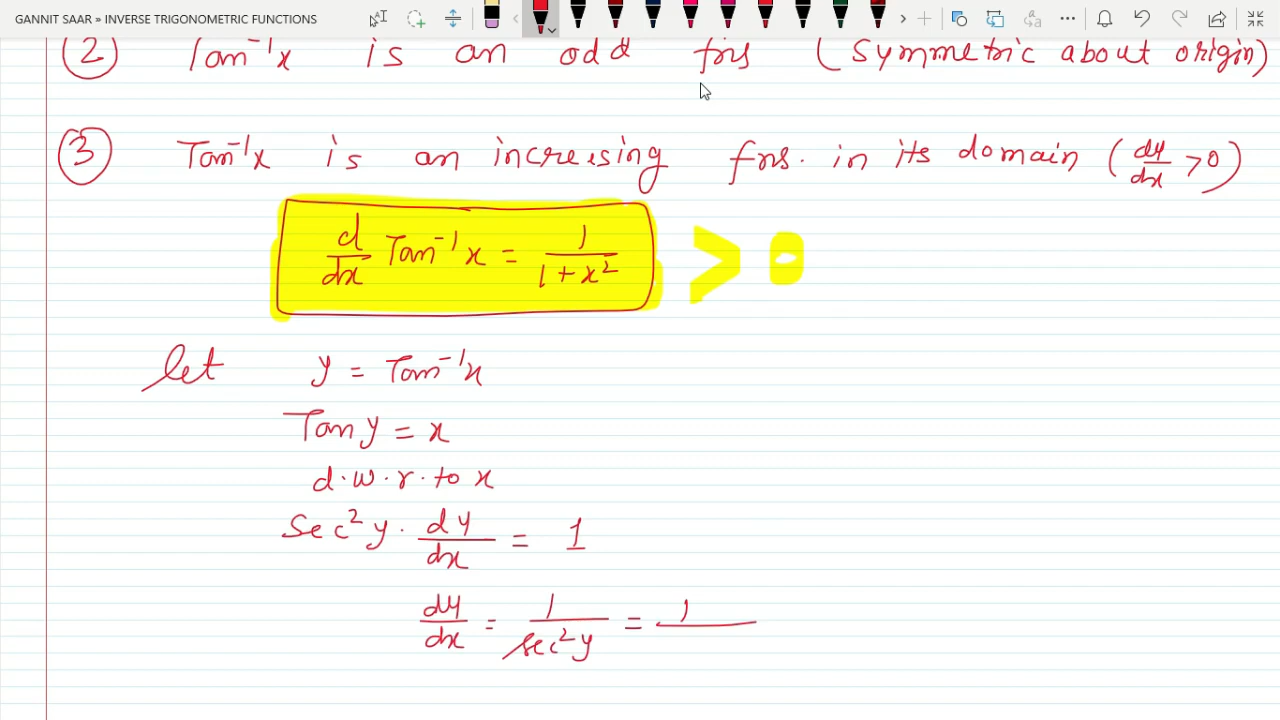 GANNIT SAAR » INVERSE TRIGONOMETRIC FUNCTIONS
(2) Tan⁻¹x is an odd fns (Symmetric about origin)
(3) Tan⁻¹x is an increasing fns. in its domain (dy/dx > 0)
d/dx Tan⁻¹x = 1/(1+x²) > 0
let y = Tan⁻¹x
Tan y = x
d.w.r.to x
Sec²y . dy/dx = 1
dy/dx = 1/sec²y = 1/